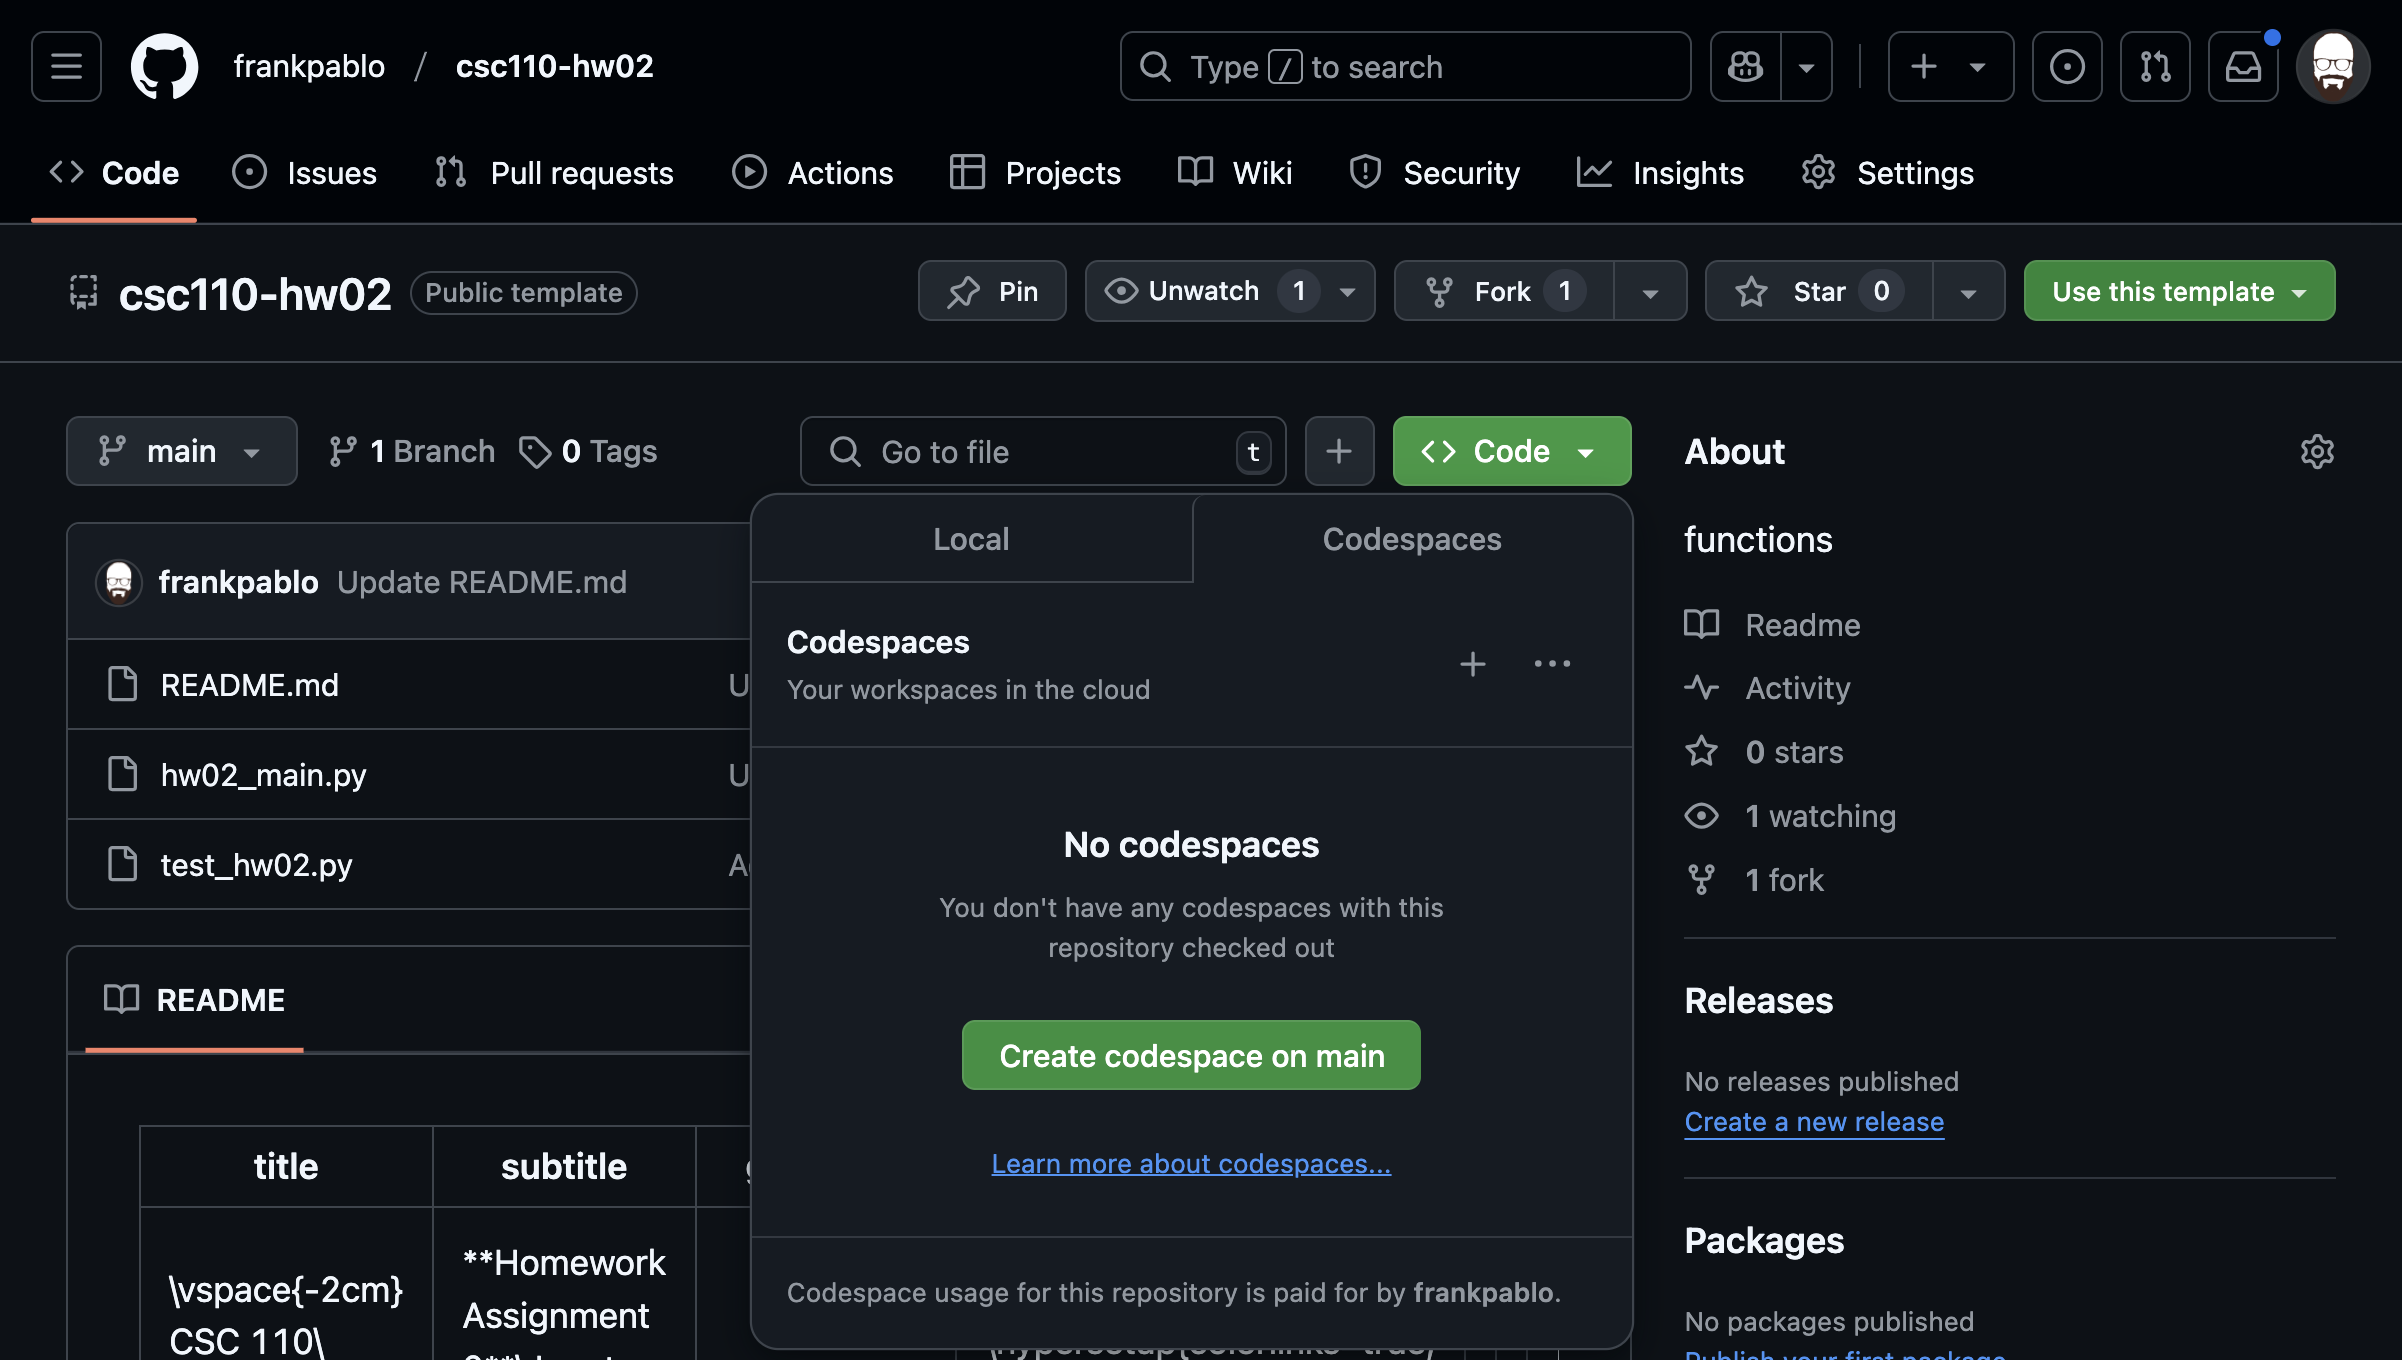 frankpablo / csc110-hw02
Type / to search
Code
Issues
Pull requests
Actions
Projects
Wiki
Security
Insights
Settings
csc110-hw02 Public template
Pin
Unwatch 1
Fork 1
Star 0
Use this template
main
1 Branch
0 Tags
Go to file t
Code
About
functions
Readme
Activity
0 stars
1 watching
1 fork
Releases
No releases published
Create a new release
Packages
No packages published
Publish your first package
frankpablo Update README.md
README.md
hw02_main.py
test_hw02.py
README
title
subtitle
\vspace{-2cm}
CSC 110\
**Homework
Assignment
Local
Codespaces
Codespaces
Your workspaces in the cloud
No codespaces
You don't have any codespaces with this
repository checked out
Create codespace on main
Learn more about codespaces...
Codespace usage for this repository is paid for by frankpablo.